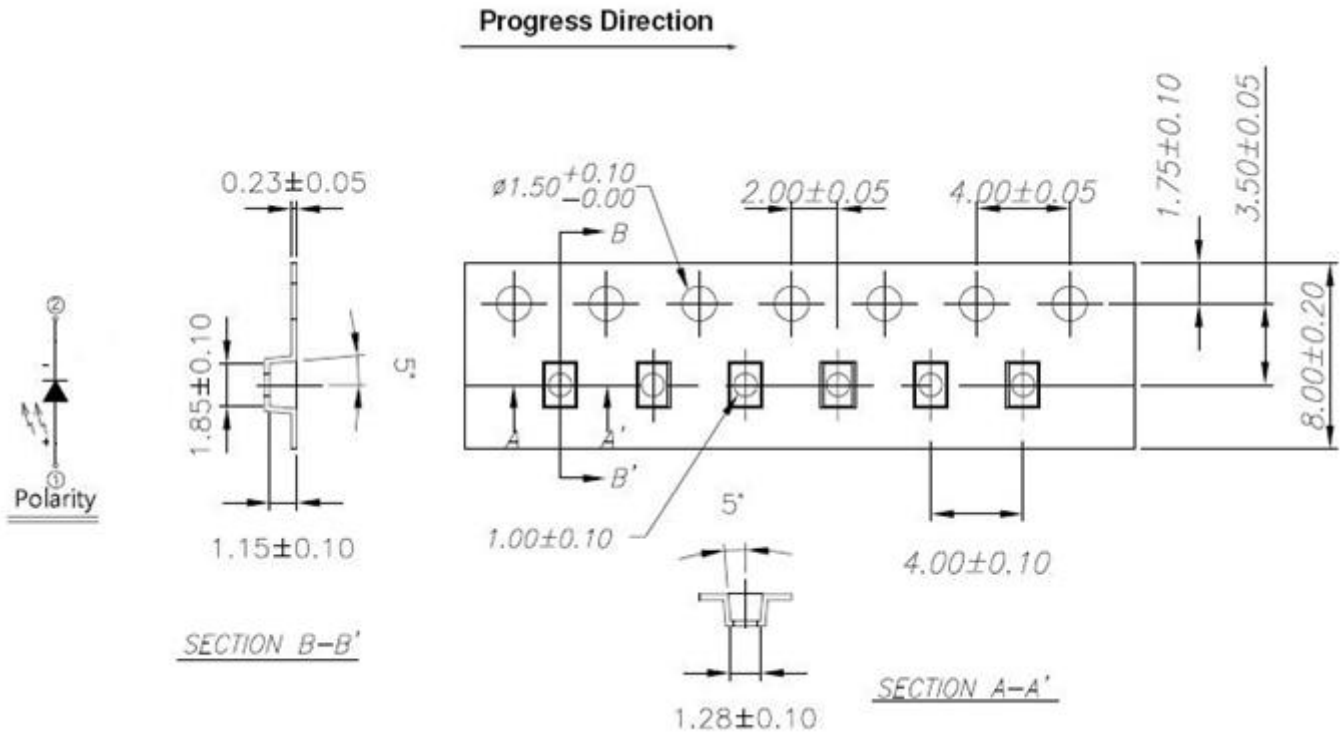 Progress Direction
1.75±0.10
3.50±0.05
0.23±0.05
ø1.50 +0.10 -0.00
2.00±0.05
4.00±0.05
B
②
-
1.85±0.10
5°
8.00±0.20
+
A
A'
①
B'
Polarity
5°
1.00±0.10
1.15±0.10
4.00±0.10
SECTION B-B'
SECTION A-A'
1.28±0.10